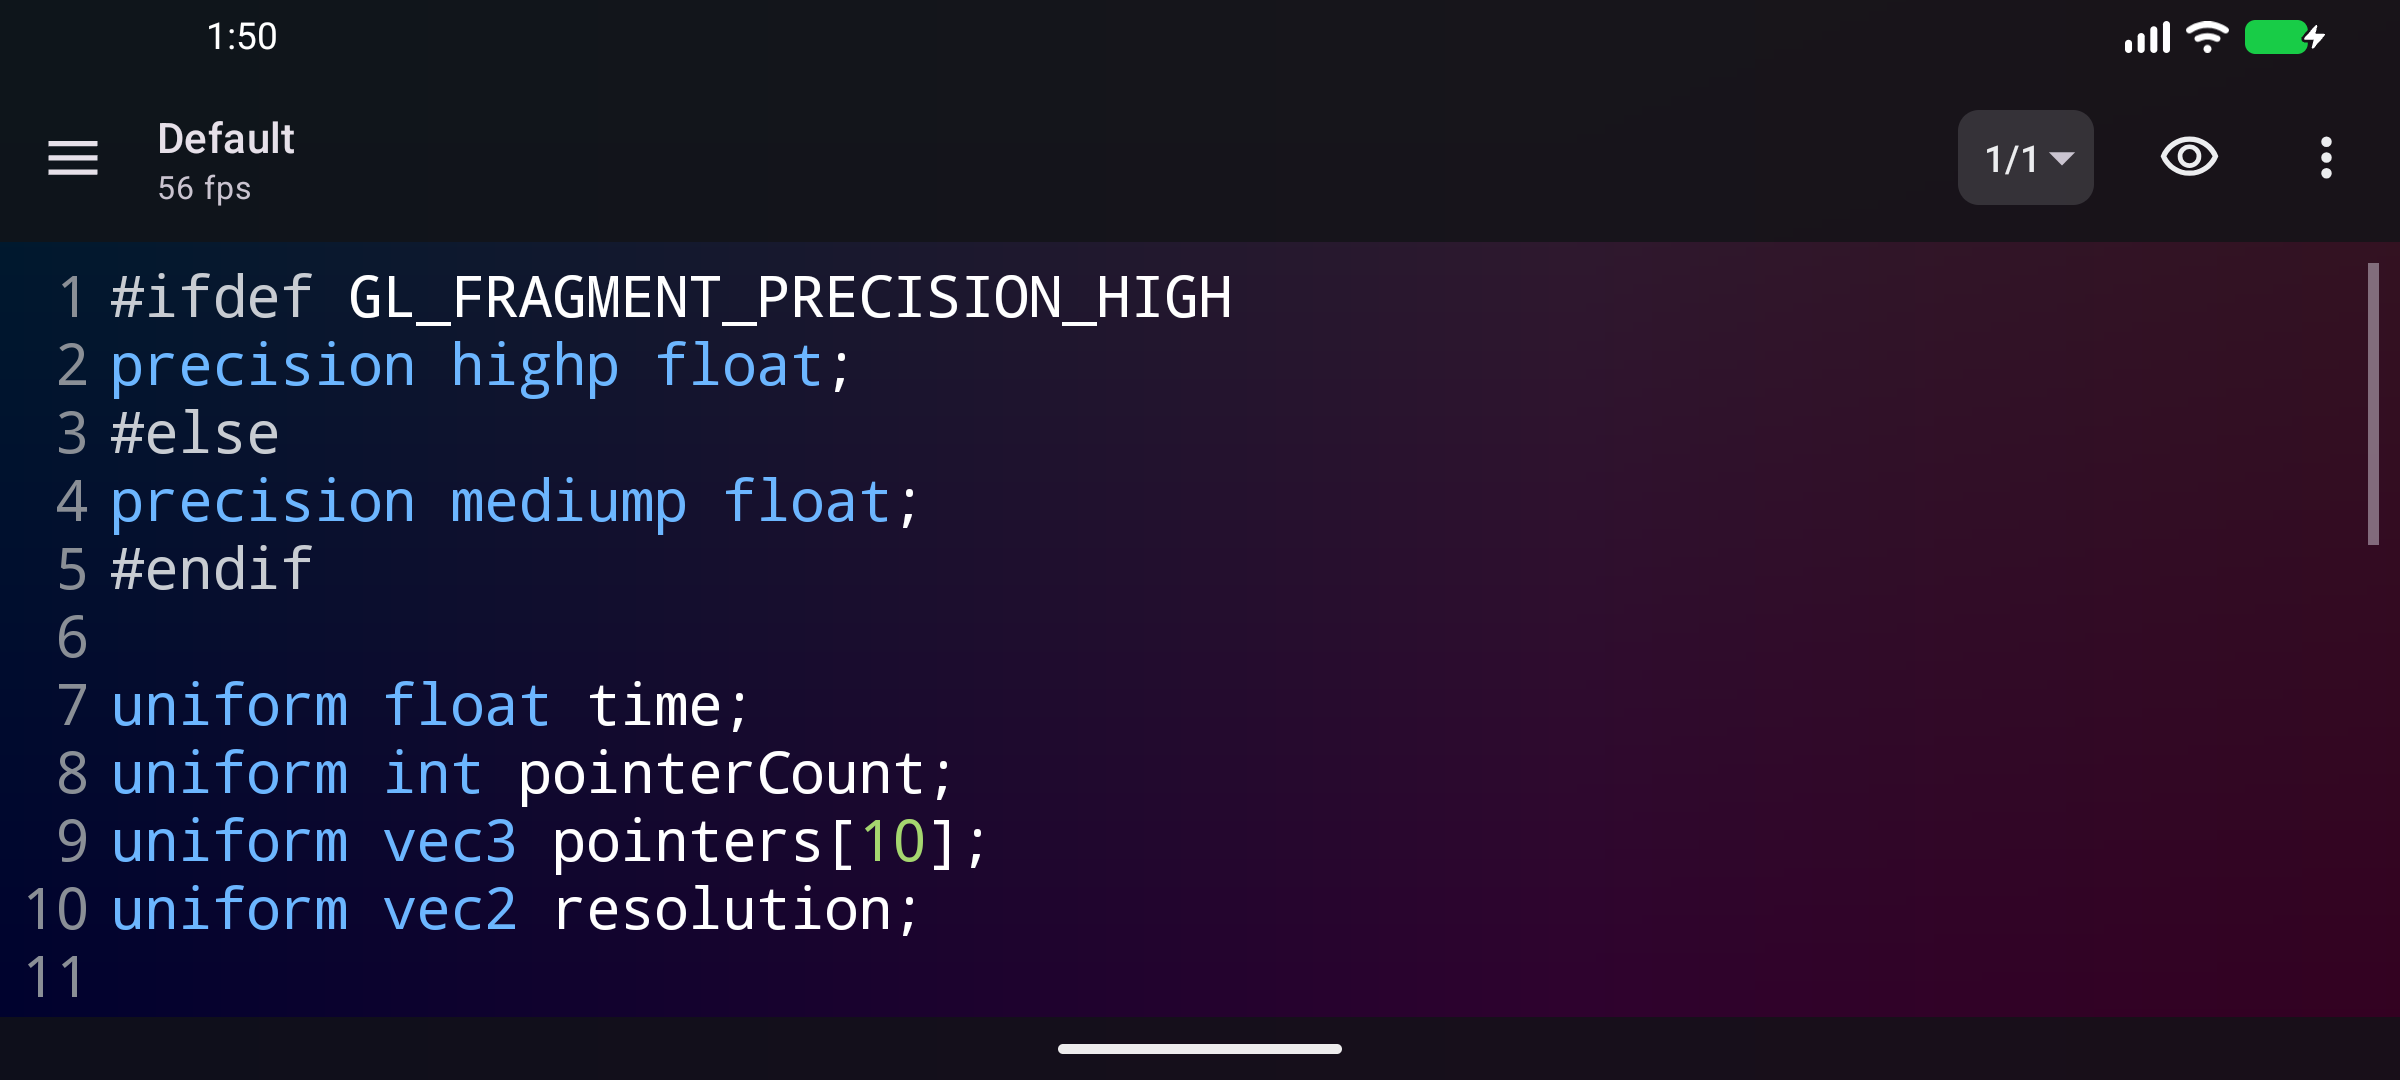 1:50
Default
56 fps
1/1
1 #ifdef GL_FRAGMENT_PRECISION_HIGH
2 precision highp float;
3 #else
4 precision mediump float;
5 #endif
6
7 uniform float time;
8 uniform int pointerCount;
9 uniform vec3 pointers[10];
10 uniform vec2 resolution;
11